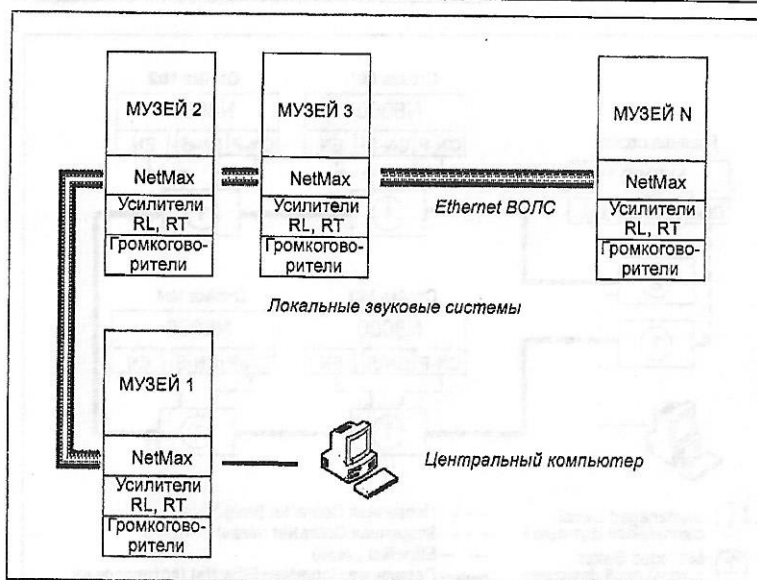 МУЗЕЙ 2
МУЗЕЙ 3
МУЗЕЙ N
NetMax
NetMax
NetMax
Ethernet ВОЛС
Усилители
RL, RT
Усилители
RL, RT
Усилители
RL, RT
Громкогово-
рители
Громкогово-
рители
Громкогово-
рители
Локальные звуковые системы
МУЗЕЙ 1
NetMax
Центральный компьютер
Усилители
RL, RT
Громкогово-
рители